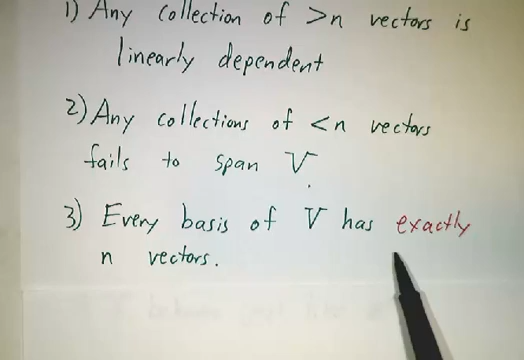 1) Any collection of >n vectors is
linearly dependent
2) Any collections of <n vectors
fails to span V.
3) Every basis of V has exactly
n vectors.